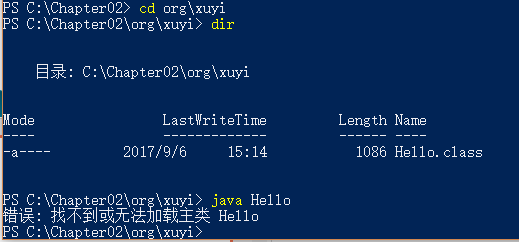 PS C:\Chapter02> cd org\xuyi
PS C:\Chapter02\org\xuyi> dir
目录: C:\Chapter02\org\xuyi
Mode LastWriteTime Length Name
---- ------------- ------ ----
-a---- 2017/9/6 15:14 1086 Hello.class
PS C:\Chapter02\org\xuyi> java Hello
错误: 找不到或无法加载主类 Hello
PS C:\Chapter02\org\xuyi>